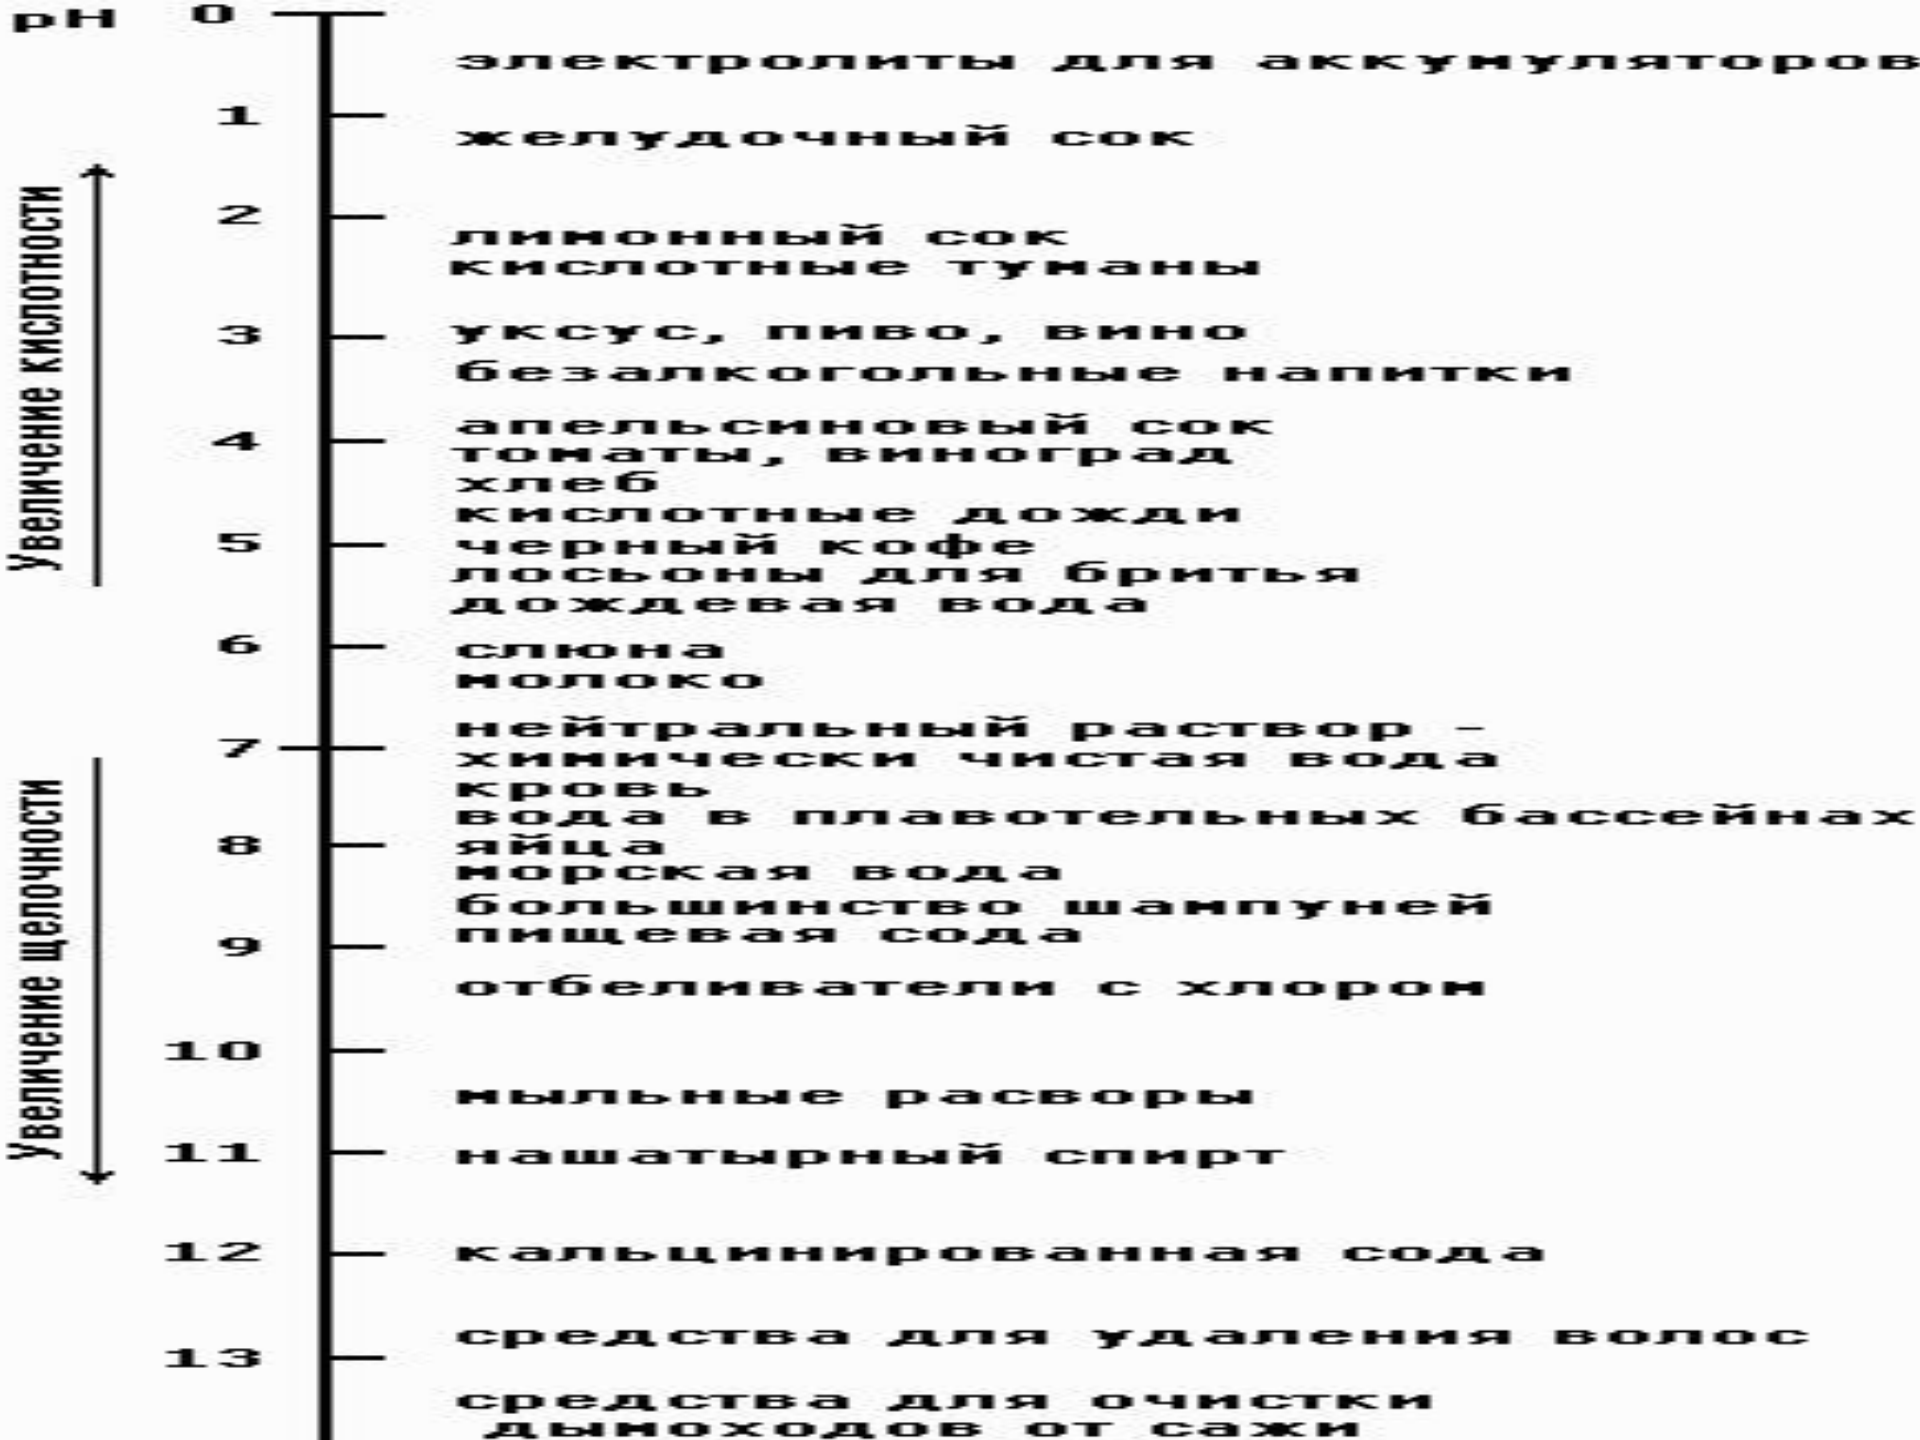 pH 0
электролиты для аккумуляторов
1
желудочный сок
2
лимонный сок
кислотные туманы
3
уксус, пиво, вино
безалкогольные напитки
апельсиновый сок
4
томаты, виноград
хлеб
кислотные дожди
5
черный кофе
лосьоны для бритья
дождевая вода
6
слюна
молоко
нейтральный раствор -
7
химически чистая вода
кровь
вода в плавотельных бассейнах
8
яйца
морская вода
большинство шампуней
пищевая сода
9
отбеливатели с хлором
10
мыльные расворы
11
нашатырный спирт
12
кальцинированная сода
средства для удаления волос
13
средства для очистки
дымоходов от сажи
Увеличение кислотности
Увеличение щелочности